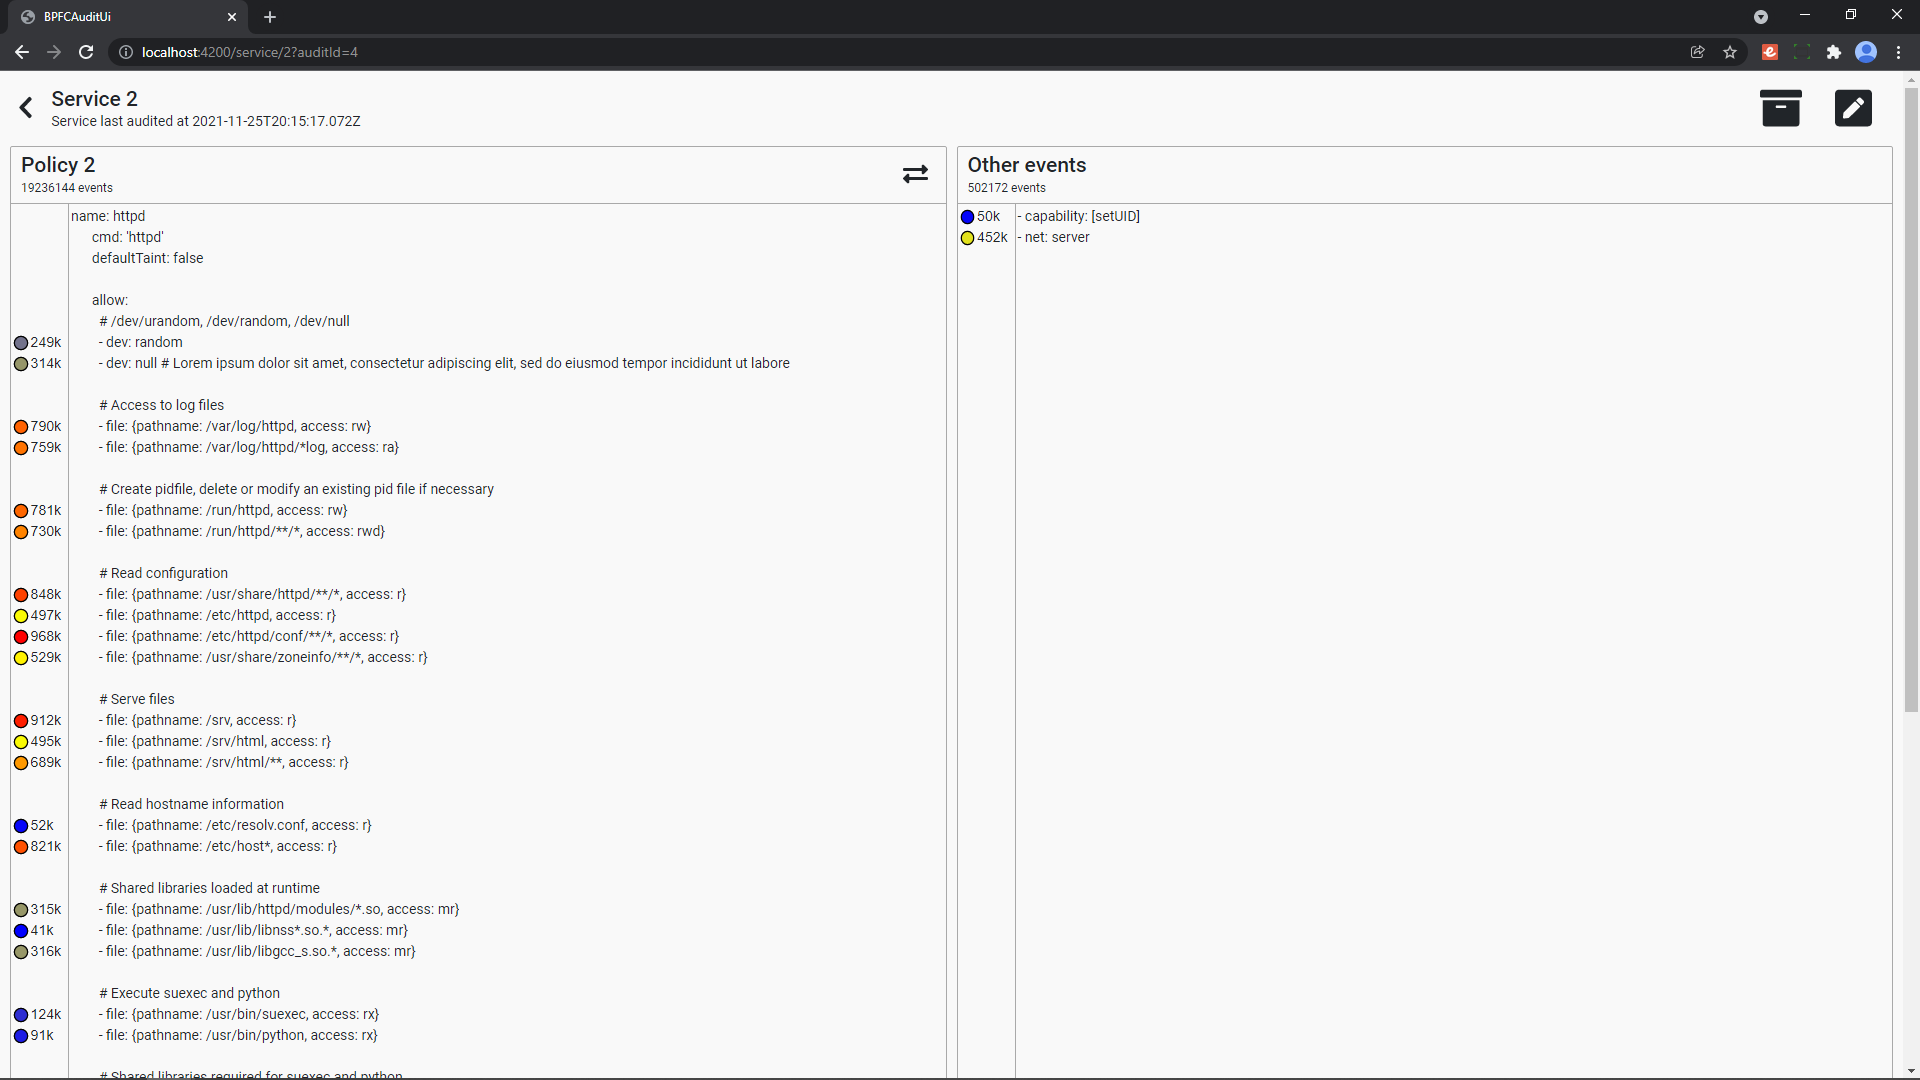 BPFCAuditUi
localhost:4200/service/2?auditId=4
Service 2
Service last audited at 2021-11-25T20:15:17.072Z
Policy 2
19236144 events
name: httpd
cmd: 'httpd'
defaultTaint: false
allow:
# /dev/urandom, /dev/random, /dev/null
249k - dev: random
314k - dev: null # Lorem ipsum dolor sit amet, consectetur adipiscing elit, sed do eiusmod tempor incididunt ut labore
# Access to log files
790k - file: {pathname: /var/log/httpd, access: rw}
759k - file: {pathname: /var/log/httpd/*log, access: ra}
# Create pidfile, delete or modify an existing pid file if necessary
781k - file: {pathname: /run/httpd, access: rw}
730k - file: {pathname: /run/httpd/**/*, access: rwd}
# Read configuration
848k - file: {pathname: /usr/share/httpd/**/*, access: r}
497k - file: {pathname: /etc/httpd, access: r}
968k - file: {pathname: /etc/httpd/conf/**/*, access: r}
529k - file: {pathname: /usr/share/zoneinfo/**/*, access: r}
# Serve files
912k - file: {pathname: /srv, access: r}
495k - file: {pathname: /srv/html, access: r}
689k - file: {pathname: /srv/html/**, access: r}
# Read hostname information
52k - file: {pathname: /etc/resolv.conf, access: r}
821k - file: {pathname: /etc/host*, access: r}
# Shared libraries loaded at runtime
315k - file: {pathname: /usr/lib/httpd/modules/*.so, access: mr}
41k - file: {pathname: /usr/lib/libnss*.so.*, access: mr}
316k - file: {pathname: /usr/lib/libgcc_s.so.*, access: mr}
# Execute suexec and python
124k - file: {pathname: /usr/bin/suexec, access: rx}
91k - file: {pathname: /usr/bin/python, access: rx}
# Shared libraries required for suexec and python
Other events
502172 events
50k - capability: [setUID]
452k - net: server